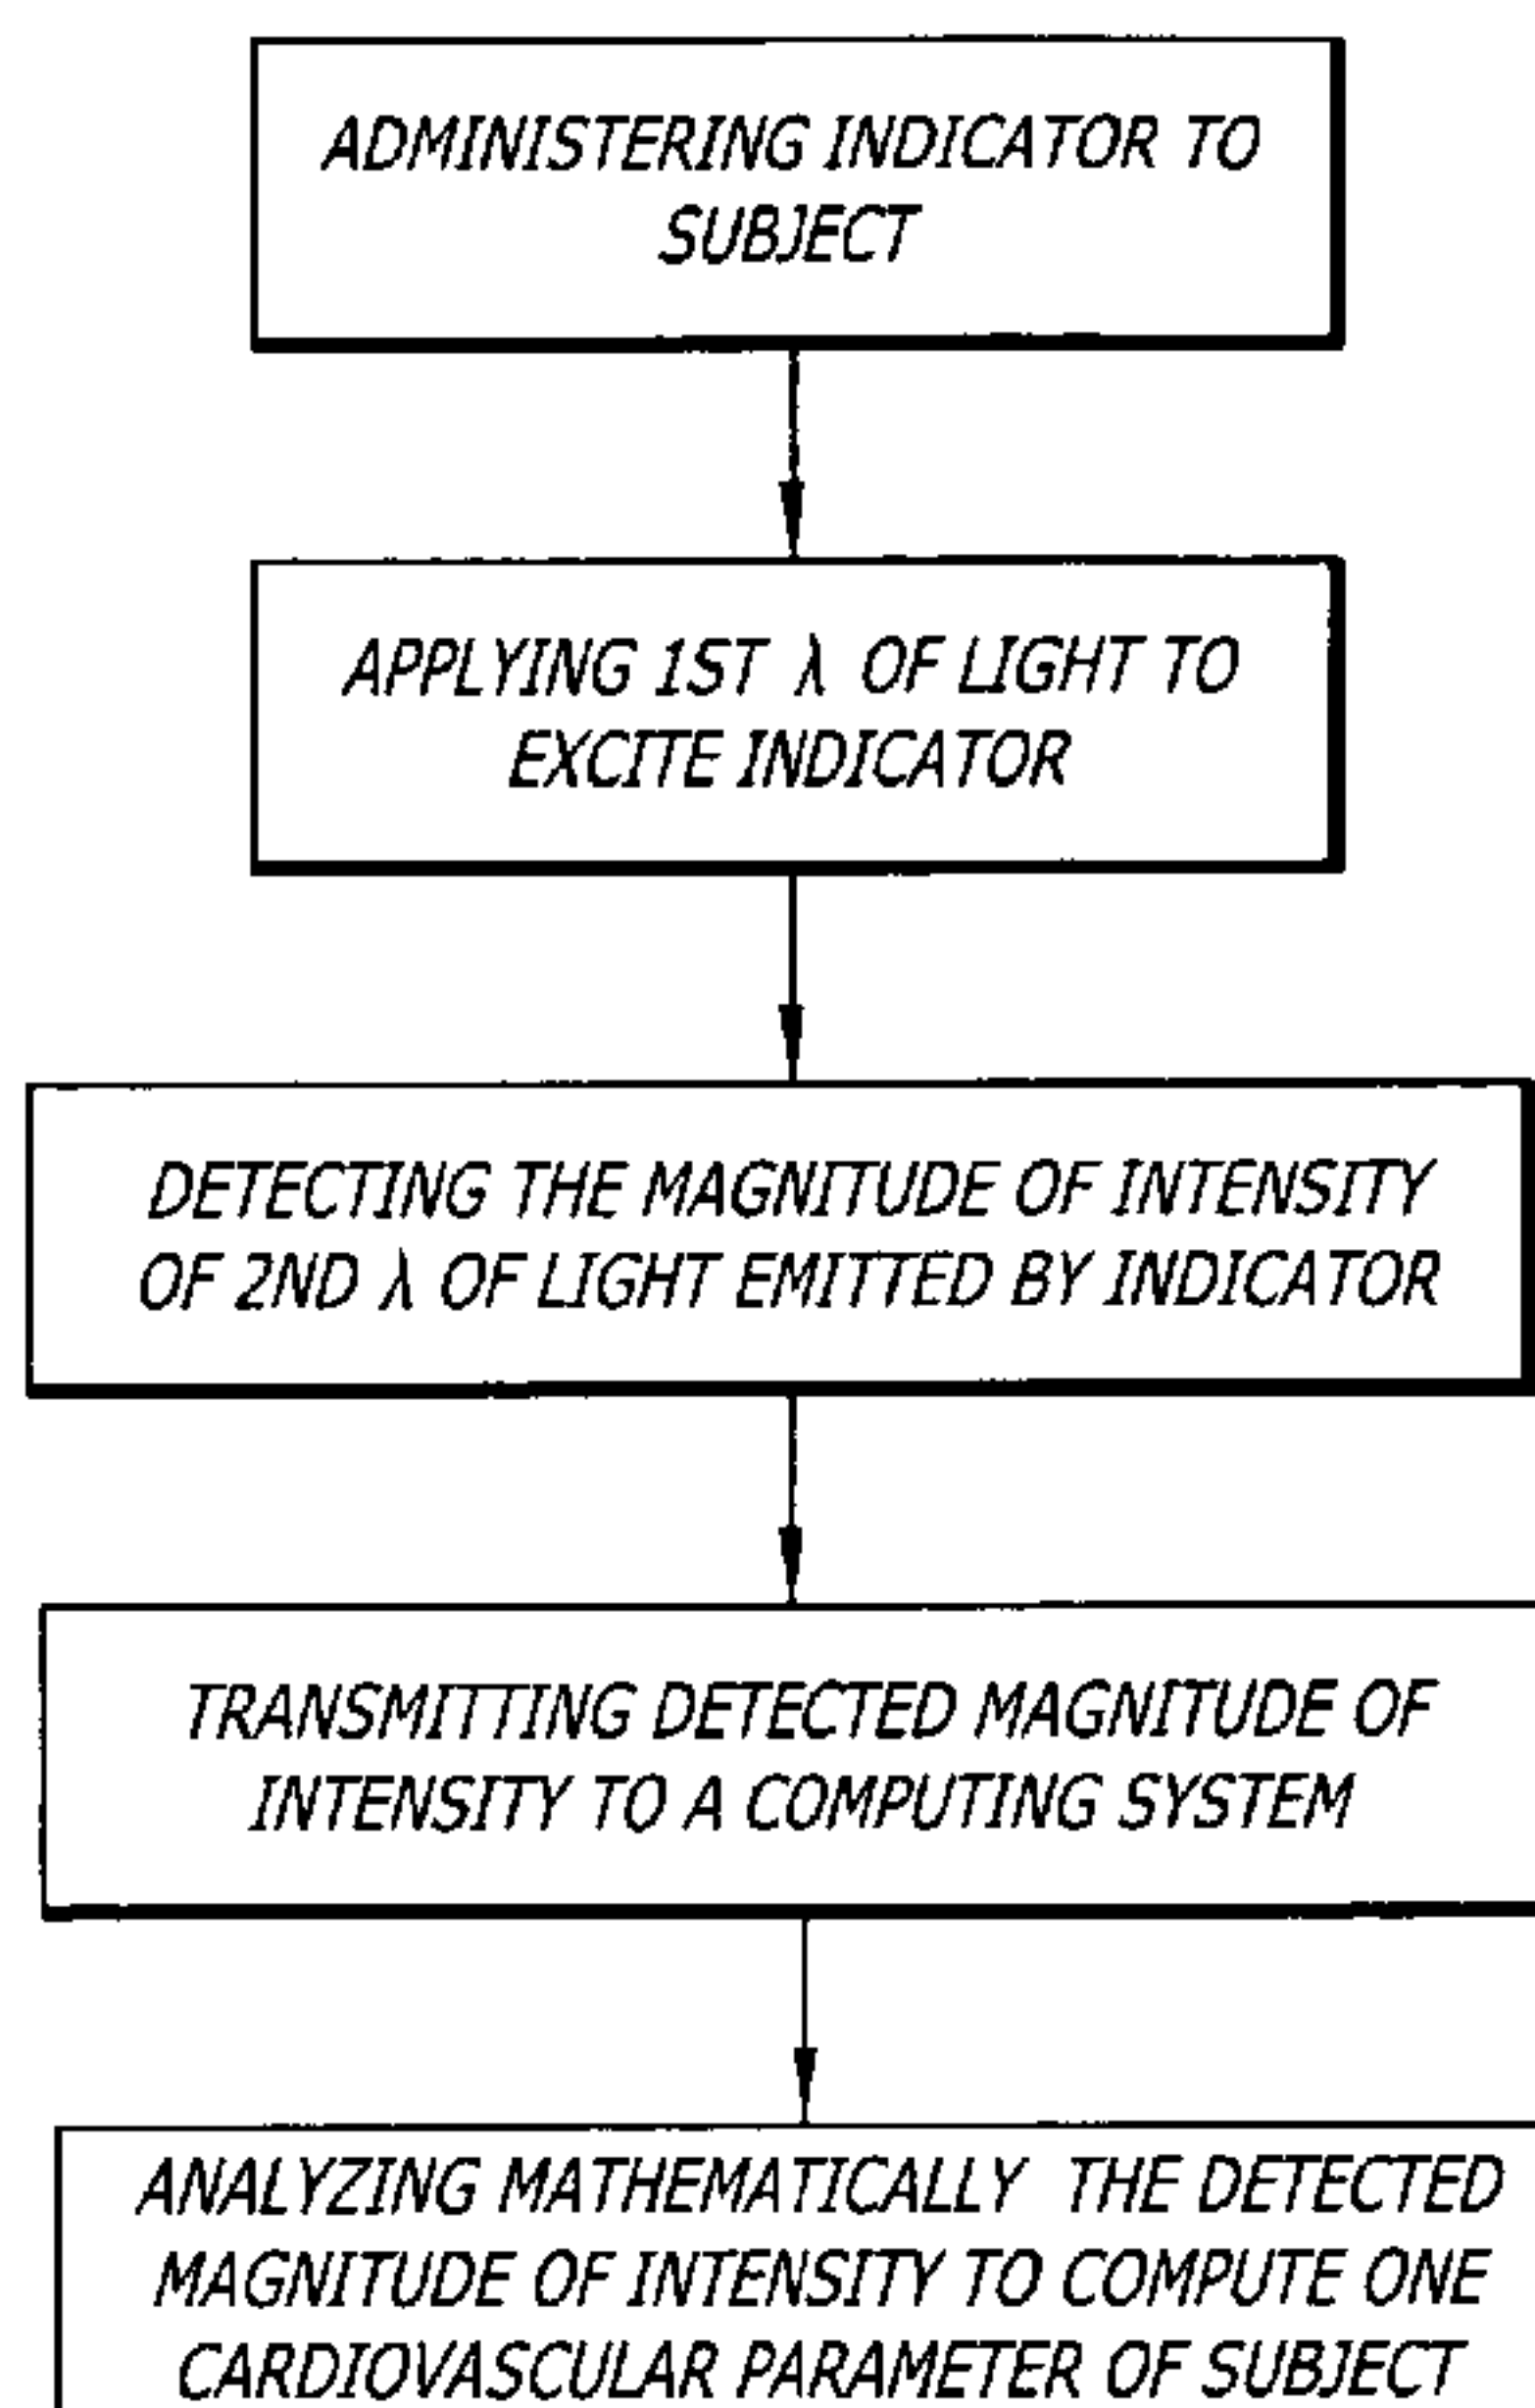 ADMINISTERING INDICATOR TO
SUBJECT
APPLYING 1ST λ OF LIGHT TO
EXCITE INDICATOR
DETECTING THE MAGNITUDE OF INTENSITY
OF 2ND λ OF LIGHT EMITTED BY INDICATOR
TRANSMITTING DETECTED MAGNITUDE OF
INTENSITY TO A COMPUTING SYSTEM
ANALYZING MATHEMATICALLY THE DETECTED
MAGNITUDE OF INTENSITY TO COMPUTE ONE
CARDIOVASCULAR PARAMETER OF SUBJECT